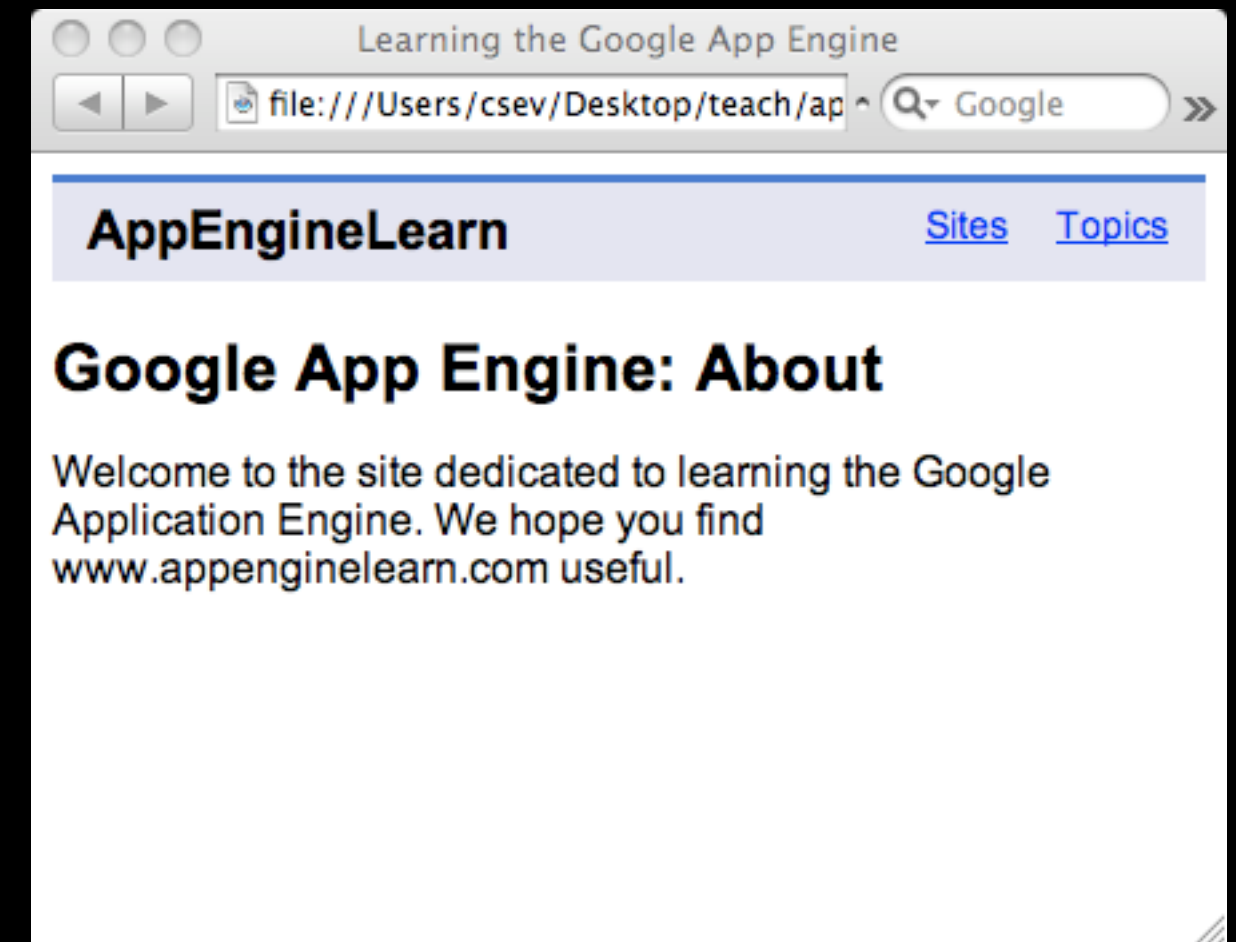 Learning the Google App Engine
file:///Users/csev/Desktop/teach/ap
Google
AppEngineLearn
Sites Topics
Google App Engine: About
Welcome to the site dedicated to learning the Google
Application Engine. We hope you find
www.appenginelearn.com useful.